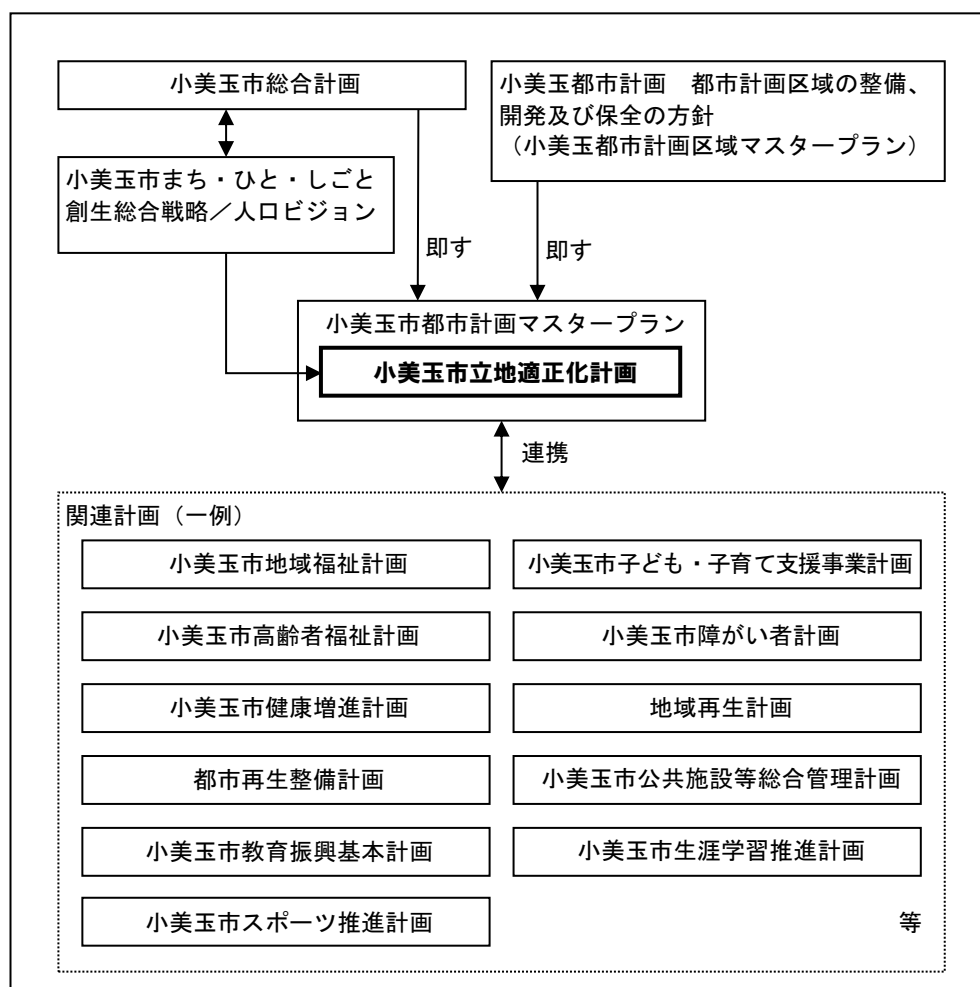 小美玉市総合計画
小美玉都市計画　都市計画区域の整備、
開発及び保全の方針
（小美玉都市計画区域マスタープラン）
小美玉市まち・ひと・しごと
創生総合戦略／人口ビジョン
即す
即す
小美玉市都市計画マスタープラン
小美玉市立地適正化計画
連携
関連計画（一例）
小美玉市地域福祉計画
小美玉市子ども・子育て支援事業計画
小美玉市高齢者福祉計画
小美玉市障がい者計画
小美玉市健康増進計画
地域再生計画
都市再生整備計画
小美玉市公共施設等総合管理計画
小美玉市教育振興基本計画
小美玉市生涯学習推進計画
小美玉市スポーツ推進計画
等